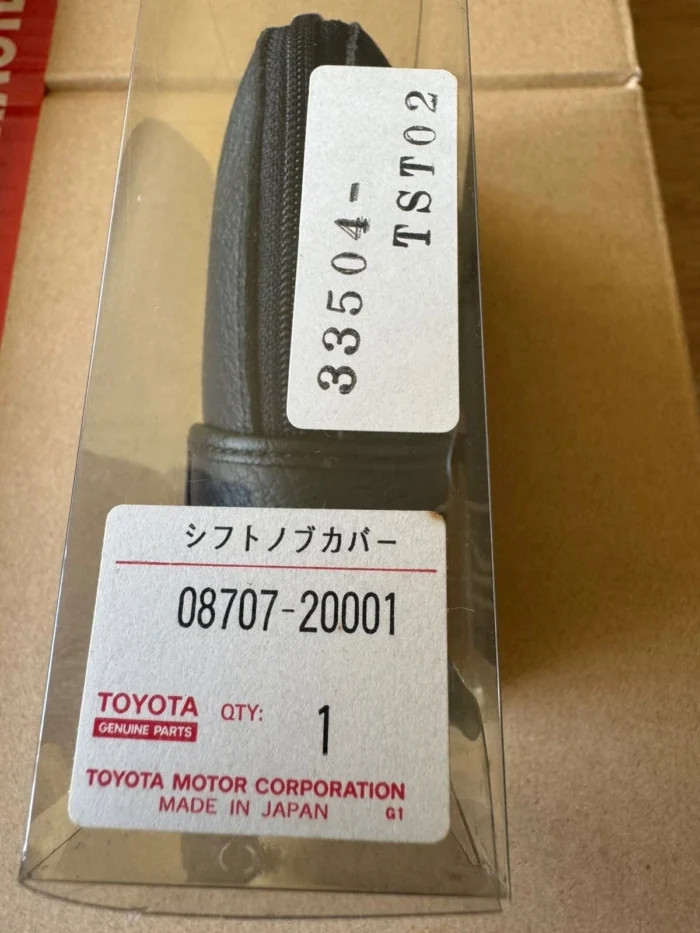 33504-
TST02
シフトノブカバー
08707-20001
TOYOTA
GENUINE PARTS
QTY:
1
TOYOTA MOTOR CORPORATION
MADE IN JAPAN
G1